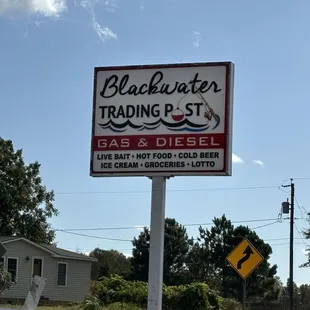 Blackwater
TRADING POST
GAS & DIESEL
LIVE BAIT • HOT FOOD • COLD BEER
ICE CREAM • GROCERIES • LOTTO